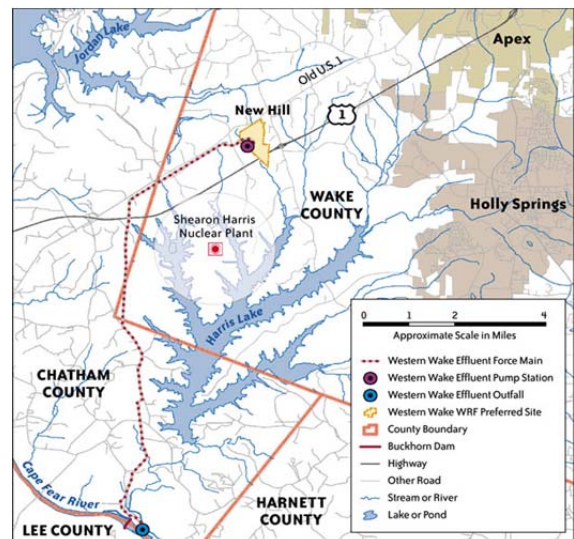 Jordan Lake
Apex
Old U.S. 1
New Hill
1
WAKE
COUNTY
Holly Springs
Shearon Harris
Nuclear Plant
Harris Lake
CHATHAM
COUNTY
Cape Fear River
LEE COUNTY
HARNETT
COUNTY
0 1 2 4
Approximate Scale in Miles
Western Wake Effluent Force Main
Western Wake Effluent Pump Station
Western Wake Effluent Outfall
Western Wake WRF Preferred Site
County Boundary
Buckhorn Dam
Highway
Other Road
Stream or River
Lake or Pond